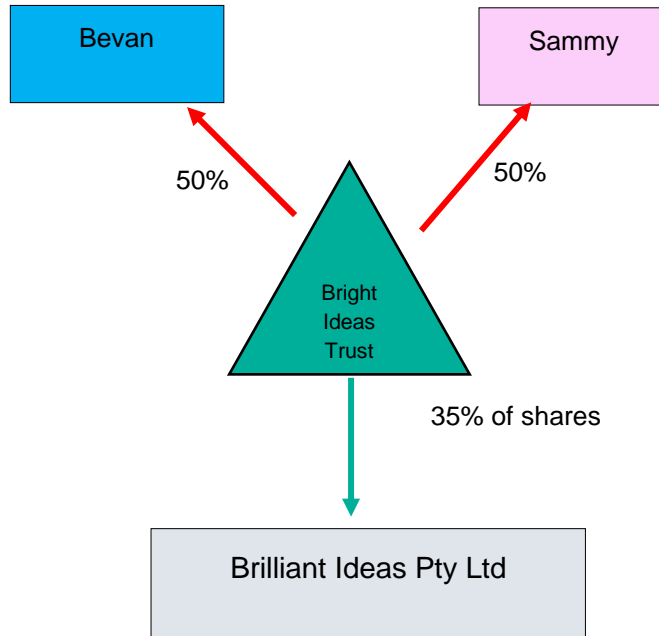 Bevan
Sammy
50%
50%
Bright
Ideas
Trust
35% of shares
Brilliant Ideas Pty Ltd